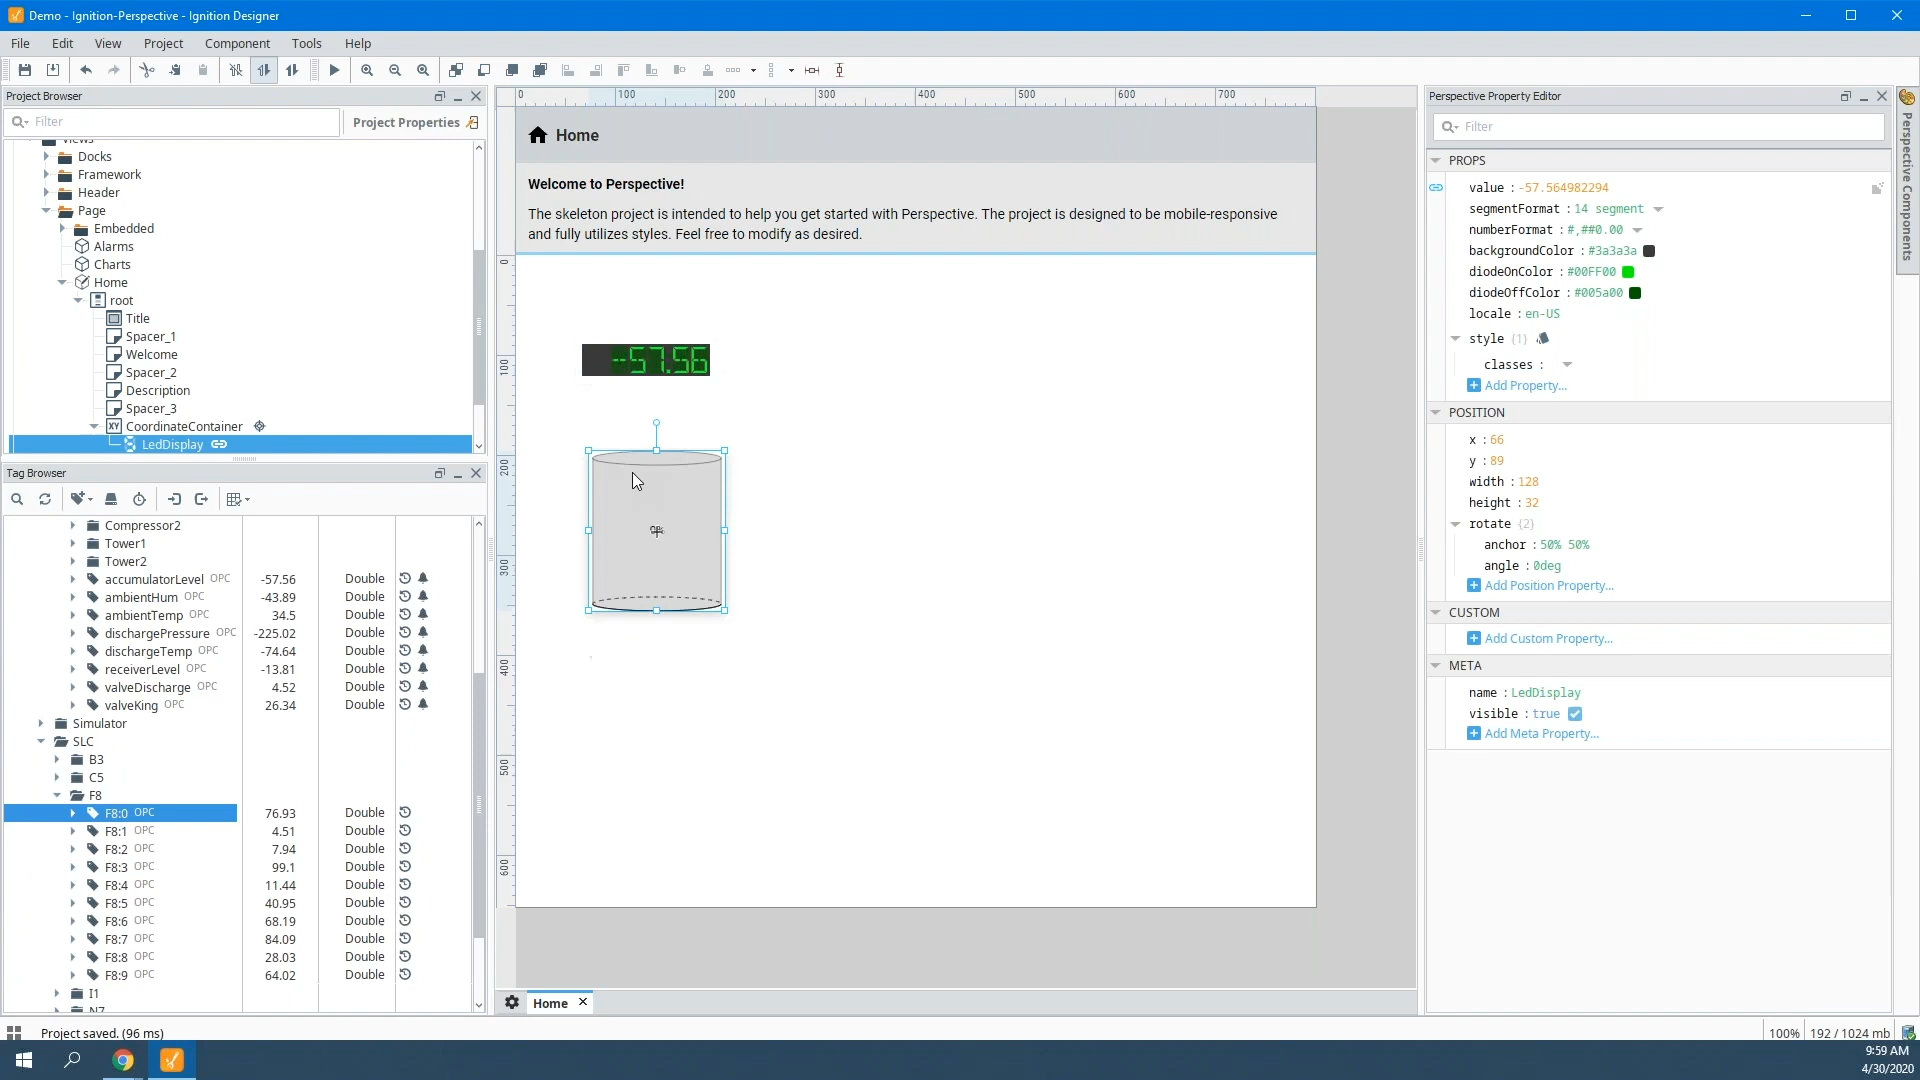 Demo - Ignition-Perspective - Ignition Designer
File Edit View Project Component Tools Help
Project Browser
Filter
Project Properties
Views
Docks
Framework
Header
Page
Embedded
Alarms
Charts
Home
root
Title
Spacer_1
Welcome
Spacer_2
Description
Spacer_3
XY CoordinateContainer
LedDisplay
Tag Browser
Compressor2
Tower1
Tower2
accumulatorLevel OPC -57.56 Double
ambientHum OPC -43.89 Double
ambientTemp OPC 34.5 Double
dischargePressure OPC -225.02 Double
dischargeTemp OPC -74.64 Double
receiverLevel OPC -13.81 Double
valveDischarge OPC 4.52 Double
valveKing OPC 26.34 Double
Simulator
SLC
B3
C5
F8
F8:0 OPC 76.93 Double
F8:1 OPC 4.51 Double
F8:2 OPC 7.94 Double
F8:3 OPC 99.1 Double
F8:4 OPC 11.44 Double
F8:5 OPC 40.95 Double
F8:6 OPC 68.19 Double
F8:7 OPC 84.09 Double
F8:8 OPC 28.03 Double
F8:9 OPC 64.02 Double
I1
N7
0 100 200 300 400 500 600 700
Home
Welcome to Perspective!
The skeleton project is intended to help you get started with Perspective. The project is designed to be mobile-responsive
and fully utilizes styles. Feel free to modify as desired.
0
100
200
300
400
500
600
-57.56
Home
Perspective Property Editor
Filter
PROPS
value : -57.564982294
segmentFormat : 14 segment
numberFormat : #,##0.00
backgroundColor : #3a3a3a
diodeOnColor : #00FF00
diodeOffColor : #005a00
locale : en-US
style {1}
classes :
Add Property...
POSITION
x : 66
y : 89
width : 128
height : 32
rotate {2}
anchor : 50% 50%
angle : 0deg
Add Position Property...
CUSTOM
Add Custom Property...
META
name : LedDisplay
visible : true
Add Meta Property...
Perspective Components
Project saved. (96 ms)
100% 192 / 1024 mb
9:59 AM
4/30/2020